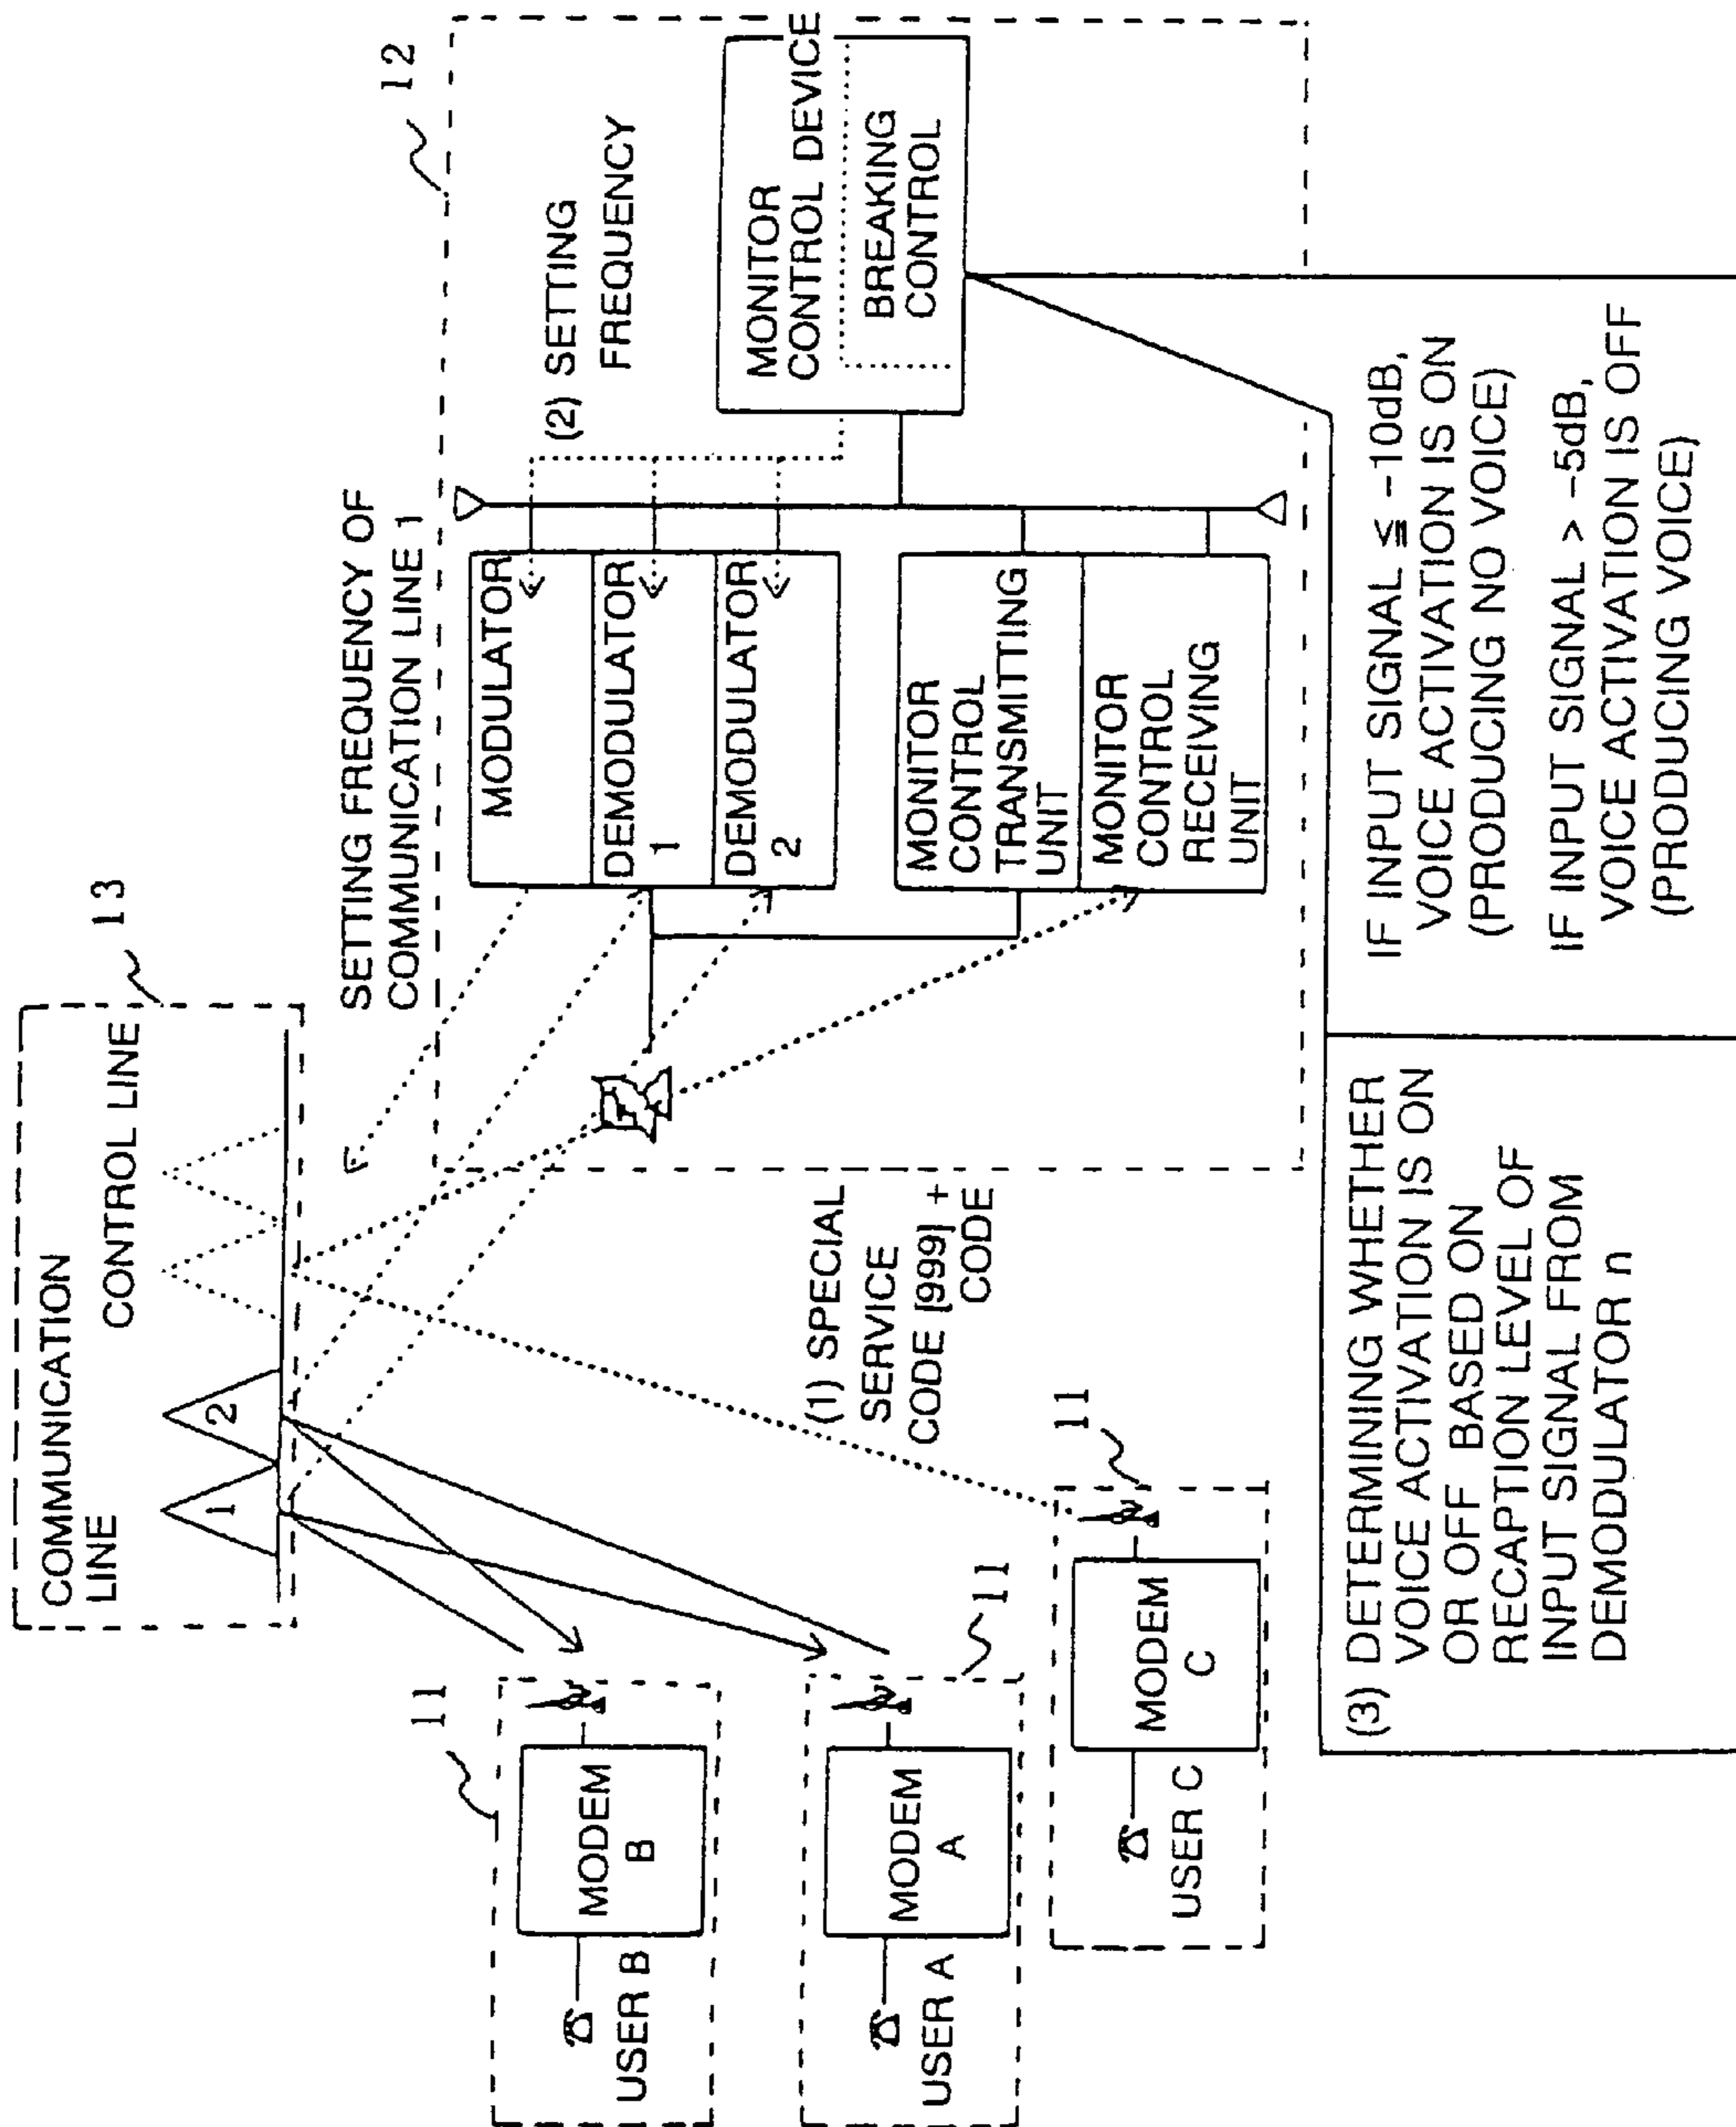 COMMUNICATION
LINE
CONTROL LINE
13
1
2
SETTING FREQUENCY OF
COMMUNICATION LINE 1
12
(2) SETTING
FREQUENCY
MODULATOR
DEMODULATOR
1
DEMODULATOR
2
MONITOR
CONTROL DEVICE
BREAKING
CONTROL
MONITOR
CONTROL
TRANSMITTING
UNIT
MONITOR
CONTROL
RECEIVING
UNIT
11
MODEM
B
USER B
11
MODEM
A
USER A
11
MODEM
C
USER C
(1) SPECIAL
SERVICE
CODE [999] +
CODE
(3) DETERMINING WHETHER
VOICE ACTIVATION IS ON
OR OFF BASED ON
RECAPTION LEVEL OF
INPUT SIGNAL FROM
DEMODULATOR n
IF INPUT SIGNAL ≦ -10dB,
VOICE ACTIVATION IS ON
(PRODUCING NO VOICE)
IF INPUT SIGNAL > -5dB,
VOICE ACTIVATION IS OFF
(PRODUCING VOICE)